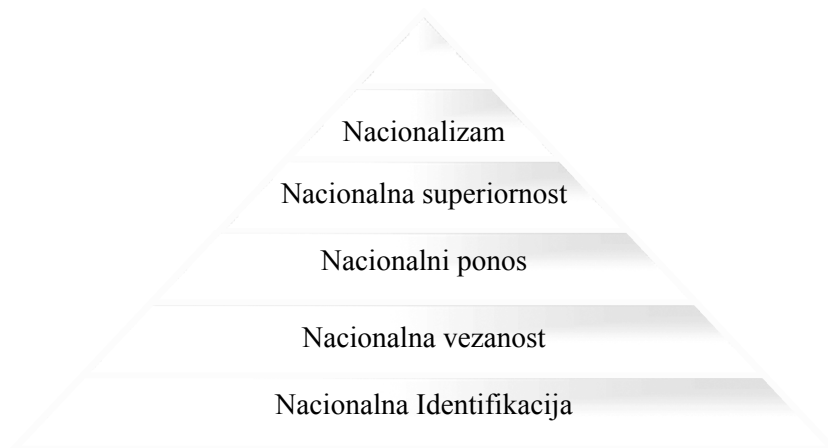 Nacionalizam
Nacionalna superiornost
Nacionalni ponos
Nacionalna vezanost
Nacionalna Identifikacija